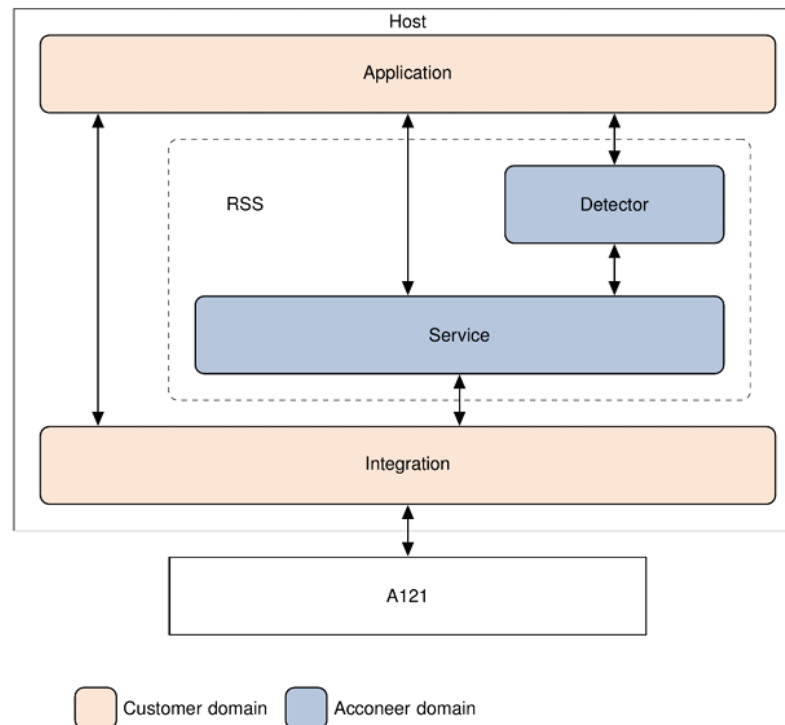 Host
Application
RSS
Detector
Service
Integration
A121
Customer domain
Acconeer domain